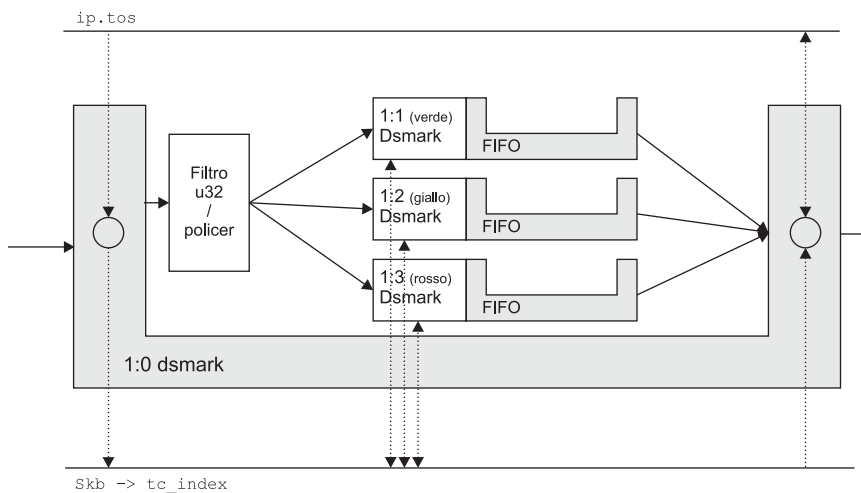 ip.tos
1:1 (verde)
Dsmark
FIFO
Filtro
u32
/
policer
1:2 (giallo)
Dsmark
FIFO
1:3 (rosso)
Dsmark
FIFO
1:0 dsmark
Skb -> tc_index